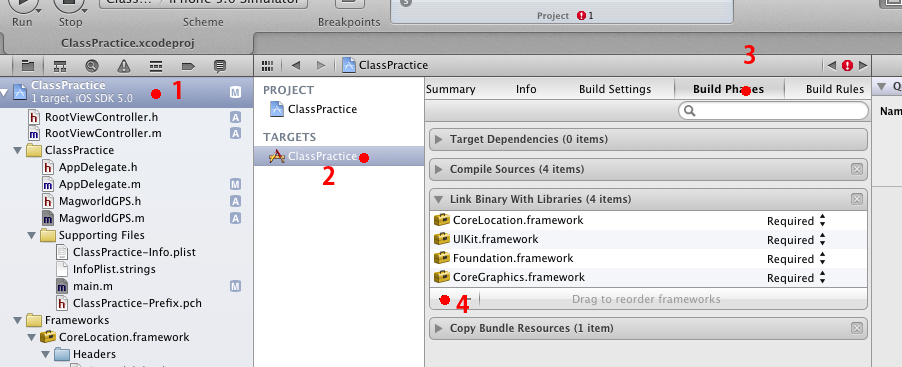 Class... iPhone 5.0 Simulator
Run Stop Scheme Breakpoints
Project 1
ClassPractice.xcodeproj
ClassPractice
3
ClassPractice
1 target, iOS SDK 5.0
M
1
RootViewController.h A
RootViewController.m A
ClassPractice
AppDelegate.h
AppDelegate.m M
MagworldGPS.h A
MagworldGPS.m A
Supporting Files
ClassPractice-Info.plist
InfoPlist.strings
main.m M
ClassPractice-Prefix.pch
Frameworks
CoreLocation.framework
Headers
PROJECT
ClassPractice
TARGETS
ClassPractice
2
Summary Info Build Settings Build Phases Build Rules
Target Dependencies (0 items)
Compile Sources (4 items)
Link Binary With Libraries (4 items)
CoreLocation.framework Required
UIKit.framework Required
Foundation.framework Required
CoreGraphics.framework Required
4 Drag to reorder frameworks
Copy Bundle Resources (1 item)